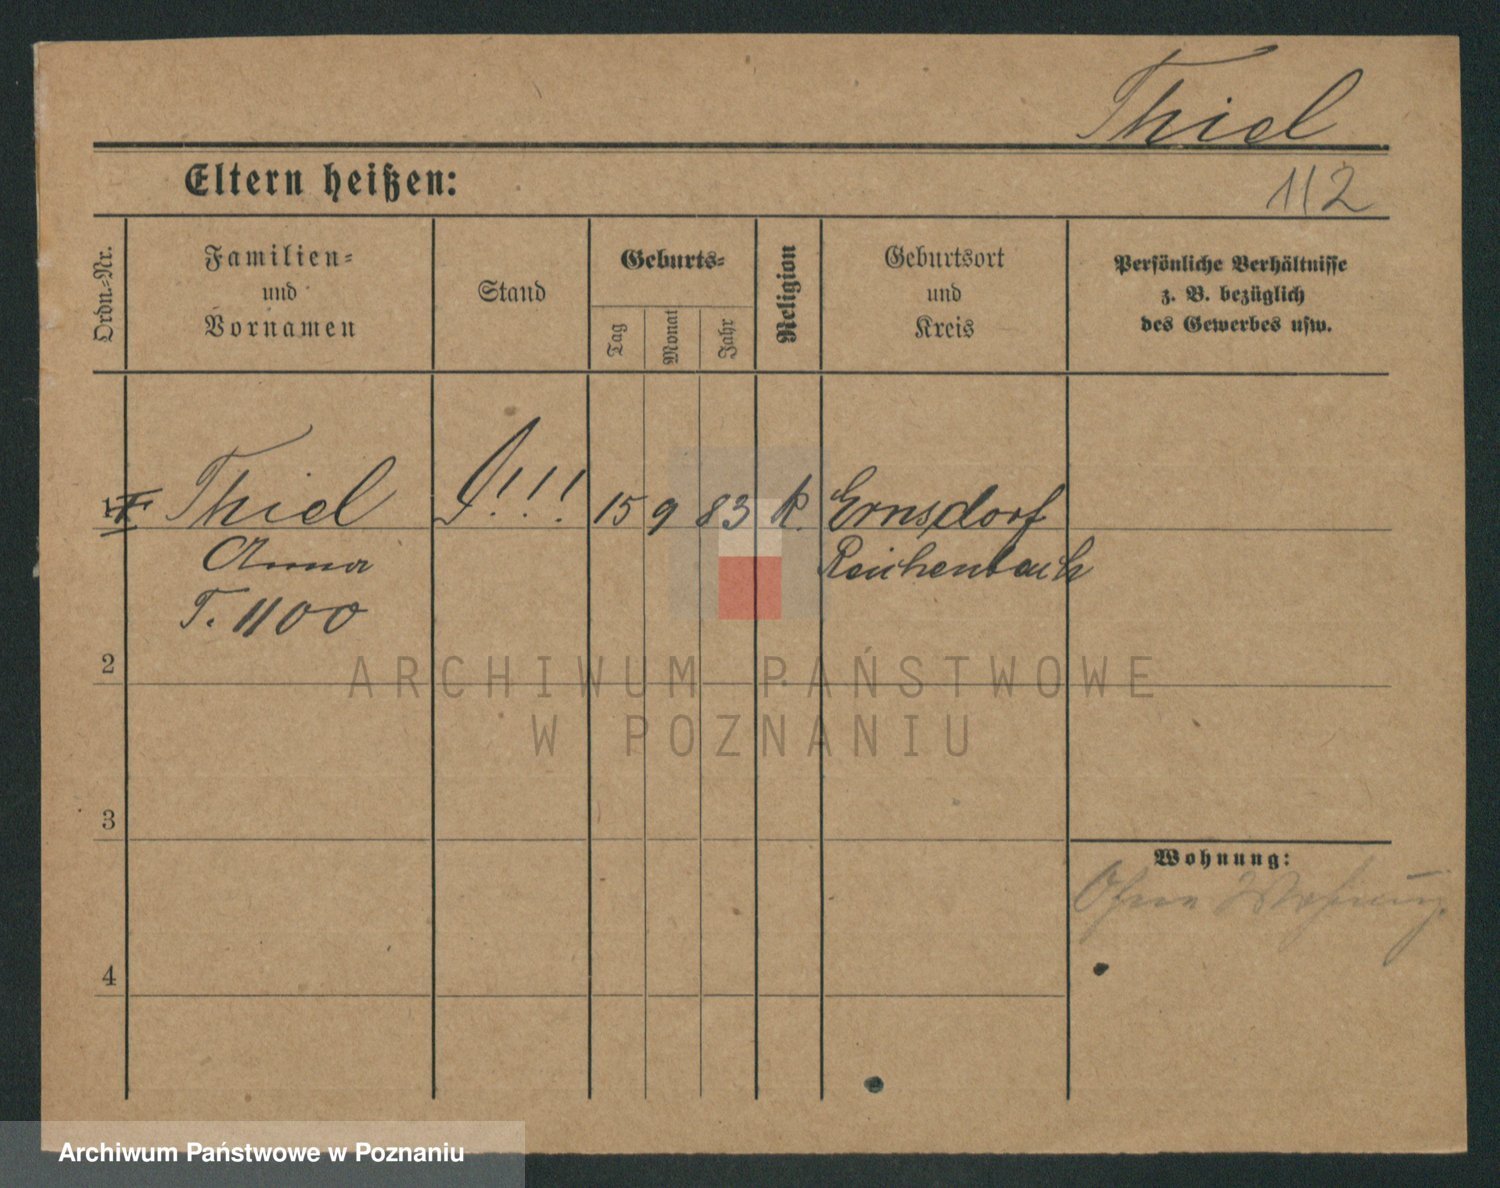 Thiel
Eltern heißen:
112
Ordn.-Nr.
Familien-
und
Vornamen
Stand
Geburts-
Tag
Monat
Jahr
Religion
Geburtsort
und
Kreis
Persönliche Verhältnisse
z. B. bezüglich
des Gewerbes usw.
1 Thiel !!! 15 9 83 k. Ernsdorf
Anna Reichenbach
T. 1100
2
ARCHIWUM PAŃSTWOWE
W POZNANIU
3
Wohnung:
Ohne Wohnung.
4
Archiwum Państwowe w Poznaniu